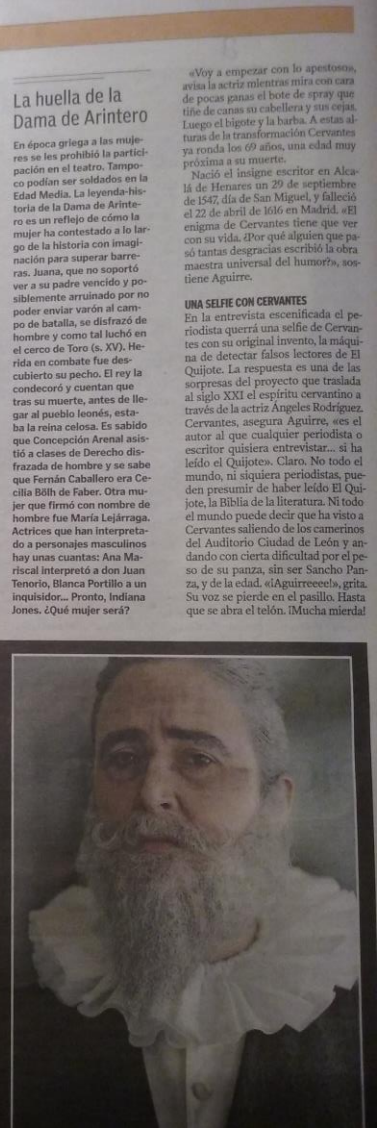 La huella de la
Dama de Arintero
En época griega a las muje-
res se les prohibió la partici-
pación en el teatro. Tampo-
co podían ser soldados en la
Edad Media. La leyenda-his-
toria de la Dama de Arinte-
ro es un reflejo de cómo la
mujer ha contestado a lo lar-
go de la historia con imagi-
nación para superar barre-
ras. Juana, que no soportó
ver a su padre vencido y po-
siblemente arruinado por no
poder enviar varón al cam-
po de batalla, se disfrazó de
hombre y como tal luchó en
el cerco de Toro (s. XV). He-
rida en combate fue des-
cubierto su pecho. El rey la
condecoró y cuentan que
tras su muerte, antes de lle-
gar al pueblo leonés, esta-
ba la reina celosa. Es sabido
que Concepción Arenal asis-
tió a clases de Derecho dis-
frazada de hombre y se sabe
que Fernán Caballero era Ce-
cilia Bölh de Faber. Otra mu-
jer que firmó con nombre de
hombre fue María Lejárraga.
Actrices que han interpreta-
do a personajes masculinos
hay unas cuantas: Ana Ma-
riscal interpretó a don Juan
Tenorio, Blanca Portillo a un
inquisidor... Pronto, Indiana
Jones. ¿Qué mujer será?
«Voy a empezar con lo apestoso»,
avisa la actriz mientras mira con cara
de pocas ganas el bote de spray que
tiñe de canas su cabellera y sus cejas.
Luego el bigote y la barba. A estas al-
turas de la transformación Cervantes
ya ronda los 69 años, una edad muy
próxima a su muerte.
Nació el insigne escritor en Alca-
lá de Henares un 29 de septiembre
de 1547, día de San Miguel, y falleció
el 22 de abril de 1616 en Madrid. «El
enigma de Cervantes tiene que ver
con su vida. ¿Por qué alguien que pa-
só tantas desgracias escribió la obra
maestra universal del humor?», sos-
tiene Aguirre.
UNA SELFIE CON CERVANTES
En la entrevista escenificada el pe-
riodista querrá una selfie de Cervan-
tes con su original invento, la máqui-
na de detectar falsos lectores de El
Quijote. La respuesta es una de las
sorpresas del proyecto que traslada
al siglo XXI el espíritu cervantino a
través de la actriz Ángeles Rodríguez.
Cervantes, asegura Aguirre, «es el
autor al que cualquier periodista o
escritor quisiera entrevistar... si ha
leído el Quijote». Claro. No todo el
mundo, ni siquiera periodistas, pue-
den presumir de haber leído El Qui-
jote, la Biblia de la literatura. Ni todo
el mundo puede decir que ha visto a
Cervantes saliendo de los camerinos
del Auditorio Ciudad de León y an-
dando con cierta dificultad por el pe-
so de su panza, sin ser Sancho Pan-
za, y de la edad. «¡Aguirreeeee!», grita.
Su voz se pierde en el pasillo. Hasta
que se abra el telón. ¡Mucha mierda!